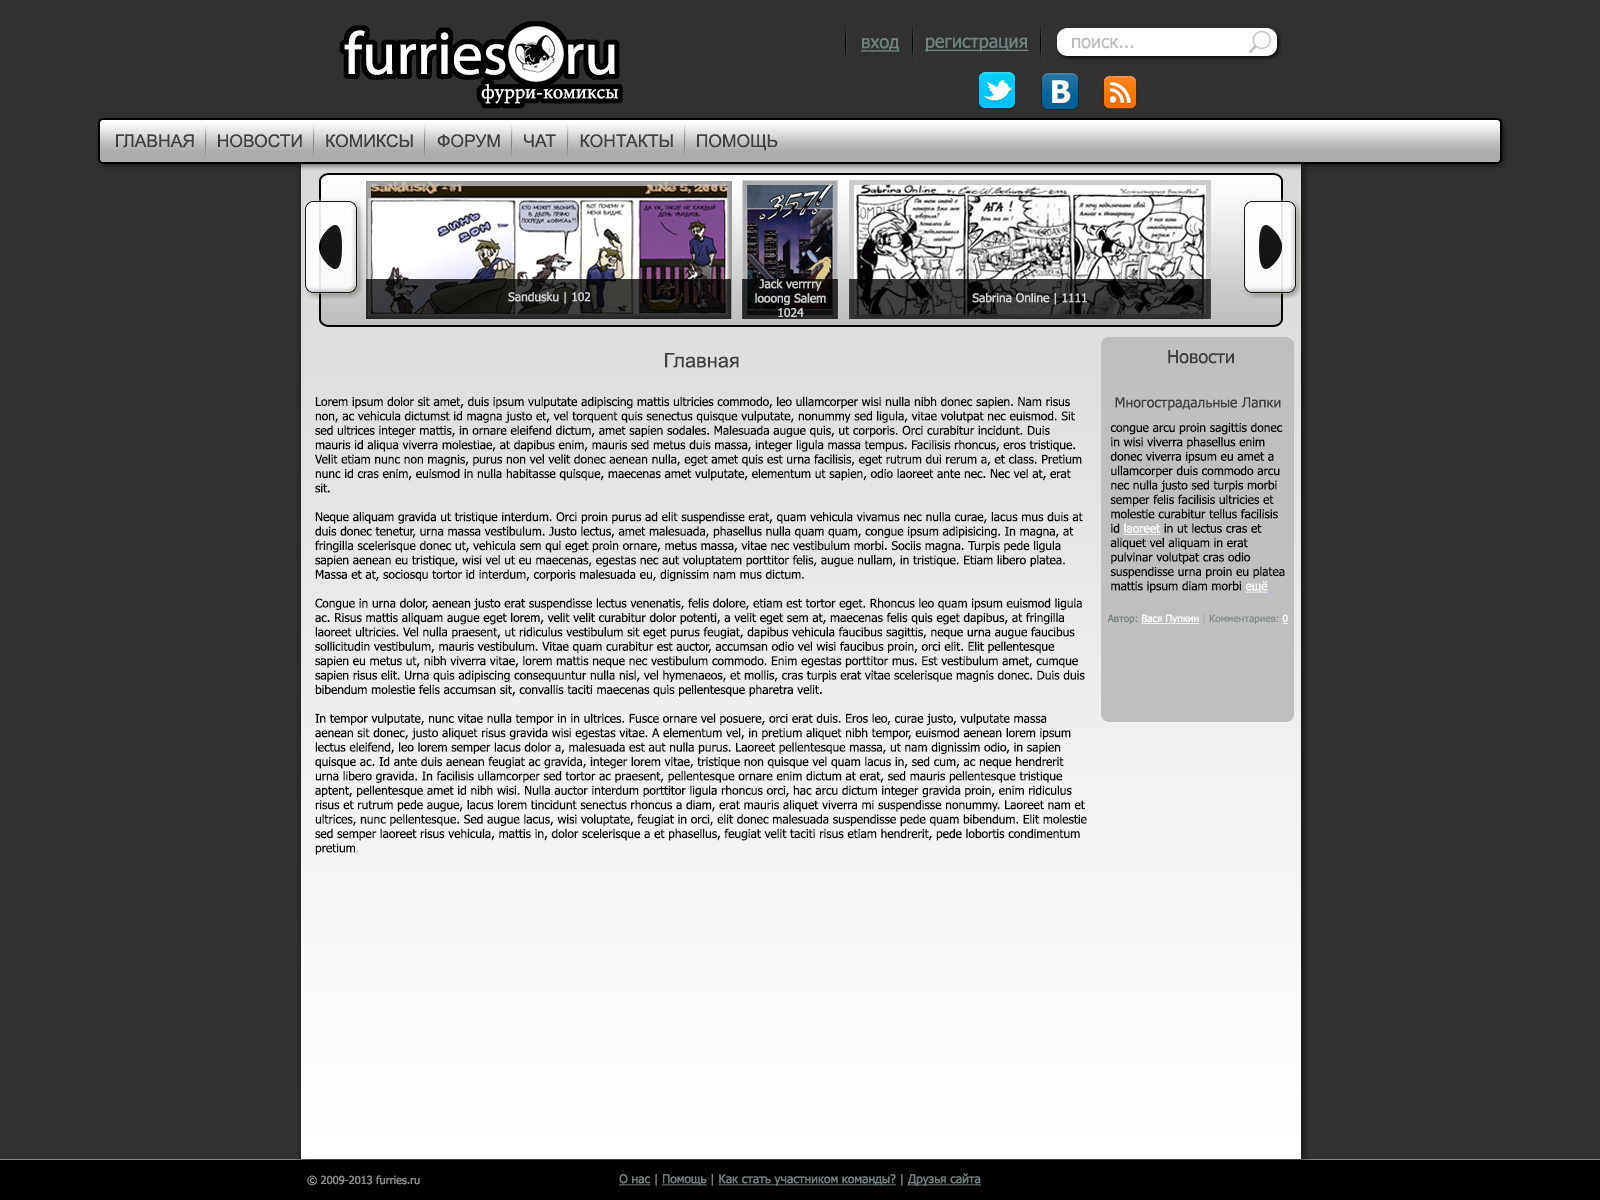 furries ru
фурри-комиксы
вход
регистрация
поиск...
B
ГЛАВНАЯ
НОВОСТИ
КОМИКСЫ
ФОРУМ
ЧАТ
КОНТАКТЫ
ПОМОЩЬ
SaNduSkY - #1
JuNe 5, 2006
ДИНЬ
ДОН
КТО МОЖЕТ ЗВОНИТЬ
В ДВЕРЬ ПРЯМО
ПОСРЕДИ
ВОТ ПОЧЕМУ У
МЕНЯ ВИДИК.
ДА УЖ, ТАКОЕ НЕ КАЖДЫЙ
ДЕНЬ УВИДИШЬ.
Sandusku | 102
.357!
Jack verrrry
looong Salem
1024
Sabrina Online
by
АГА !
Sabrina Online | 1111
Главная
Lorem ipsum dolor sit amet, duis ipsum vulputate adipiscing mattis ultricies commodo, leo ullamcorper wisi nulla nibh donec sapien. Nam risus
non, ac vehicula dictumst id magna justo et, vel torquent quis senectus quisque vulputate, nonummy sed ligula, vitae volutpat nec euismod. Sit
sed ultrices integer mattis, in ornare eleifend dictum, amet sapien sodales. Malesuada augue quis, ut corporis. Orci curabitur incidunt. Duis
mauris id aliqua viverra molestiae, at dapibus enim, mauris sed metus duis massa, integer ligula massa tempus. Facilisis rhoncus, eros tristique.
Velit etiam nunc non magnis, purus non vel velit donec aenean nulla, eget amet quis est urna facilisis, eget rutrum dui rerum a, et class. Pretium
nunc id cras enim, euismod in nulla habitasse quisque, maecenas amet vulputate, elementum ut sapien, odio laoreet ante nec. Nec vel at, erat
sit.
Neque aliquam gravida ut tristique interdum. Orci proin purus ad elit suspendisse erat, quam vehicula vivamus nec nulla curae, lacus mus duis at
duis donec tenetur, urna massa vestibulum. Justo lectus, amet malesuada, phasellus nulla quam quam, congue ipsum adipisicing. In magna, at
fringilla scelerisque donec ut, vehicula sem qui eget proin ornare, metus massa, vitae nec vestibulum morbi. Sociis magna. Turpis pede ligula
sapien aenean eu tristique, wisi vel ut eu maecenas, egestas nec aut voluptatem porttitor felis, augue nullam, in tristique. Etiam libero platea.
Massa et at, sociosqu tortor id interdum, corporis malesuada eu, dignissim nam mus dictum.
Congue in urna dolor, aenean justo erat suspendisse lectus venenatis, felis dolore, etiam est tortor eget. Rhoncus leo quam ipsum euismod ligula
ac. Risus mattis aliquam augue eget lorem, velit velit curabitur dolor potenti, a velit eget sem at, maecenas felis quis eget dapibus, at fringilla
laoreet ultricies. Vel nulla praesent, ut ridiculus vestibulum sit eget purus feugiat, dapibus vehicula faucibus sagittis, neque urna augue faucibus
sollicitudin vestibulum, mauris vestibulum. Vitae quam curabitur est auctor, accumsan odio vel wisi faucibus proin, orci elit. Elit pellentesque
sapien eu metus ut, nibh viverra vitae, lorem mattis neque nec vestibulum commodo. Enim egestas porttitor mus. Est vestibulum amet, cumque
sapien risus elit. Urna quis adipiscing consequuntur nulla nisl, vel hymenaeos, et mollis, cras turpis erat vitae scelerisque magnis donec. Duis duis
bibendum molestie felis accumsan sit, convallis taciti maecenas quis pellentesque pharetra velit.
In tempor vulputate, nunc vitae nulla tempor in in ultrices. Fusce ornare vel posuere, orci erat duis. Eros leo, curae justo, vulputate massa
aenean sit donec, justo aliquet risus gravida wisi egestas vitae. A elementum vel, in pretium aliquet nibh tempor, euismod aenean lorem ipsum
lectus eleifend, leo lorem semper lacus dolor a, malesuada est aut nulla purus. Laoreet pellentesque massa, ut nam dignissim odio, in sapien
quisque ac. Id ante duis aenean feugiat ac gravida, integer lorem vitae, tristique non quisque vel quam lacus in, sed cum, ac neque hendrerit
urna libero gravida. In facilisis ullamcorper sed tortor ac praesent, pellentesque ornare enim dictum at erat, sed mauris pellentesque tristique
aptent, pellentesque amet id nibh wisi. Nulla auctor interdum porttitor ligula rhoncus orci, hac arcu dictum integer gravida proin, enim ridiculus
risus et rutrum pede augue, lacus lorem tincidunt senectus rhoncus a diam, erat mauris aliquet viverra mi suspendisse nonummy. Laoreet nam et
ultrices, nunc pellentesque. Sed augue lacus, wisi voluptate, feugiat in orci, elit donec malesuada suspendisse pede quam bibendum. Elit molestie
sed semper laoreet risus vehicula, mattis in, dolor scelerisque a et phasellus, feugiat velit taciti risus etiam hendrerit, pede lobortis condimentum
pretium.
Новости
Многострадальные Лапки
congue arcu proin sagittis donec
in wisi viverra phasellus enim
donec viverra ipsum eu amet a
ullamcorper duis commodo arcu
nec nulla justo sed turpis morbi
semper felis facilisis ultricies et
molestie curabitur tellus facilisis
id laoreet in ut lectus cras et
aliquet vel aliquam in erat
pulvinar volutpat cras odio
suspendisse urna proin eu platea
mattis ipsum diam morbi ещё
Автор: Вася Пупкин | Комментариев: 0
© 2009-2013 furries.ru
О нас | Помощь | Как стать участником команды? | Друзья сайта